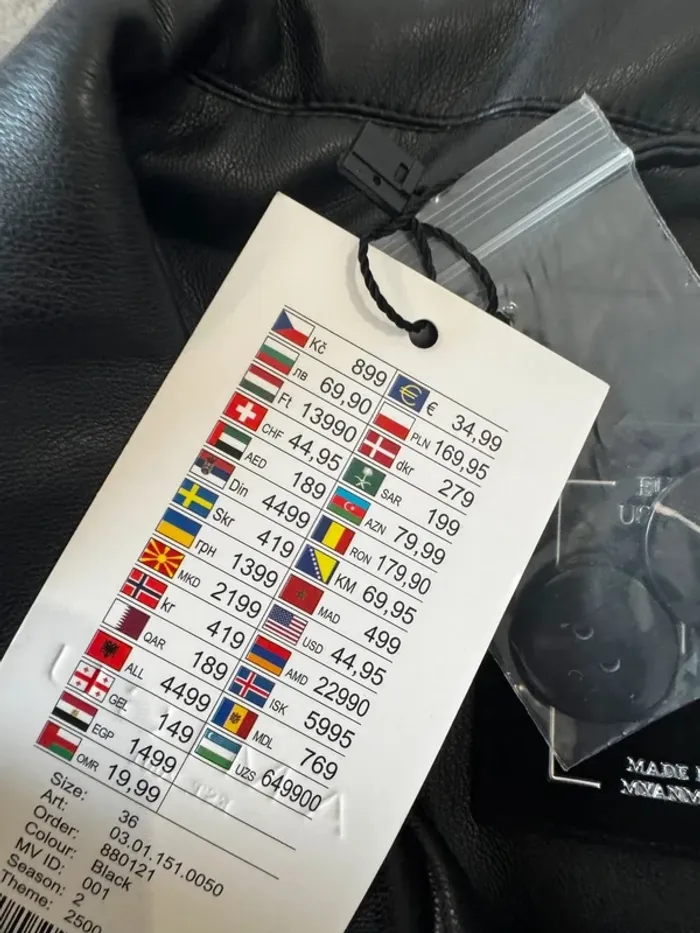 Kč 899 € 34,99
лв 69,90 PLN 169,95
Ft 13990 dkr 279
CHF 44,95 SAR 199
AED 189 AZN 79,99
Din 4499 RON 179,90
Skr 419 KM 69,95
грн 1399 MAD 499
MKD 2199 USD 44,95
kr 419 AMD 22990
QAR 189 ISK 5995
ALL 4499 MDL 769
GEL 149 UZS 649900
EGP 1499
OMR 19,99
Size: 36
Art: 03.01.151.0050
Order: 880121
Colour: Black
MV ID: 001
Season: 2
Theme: 2500
MADE